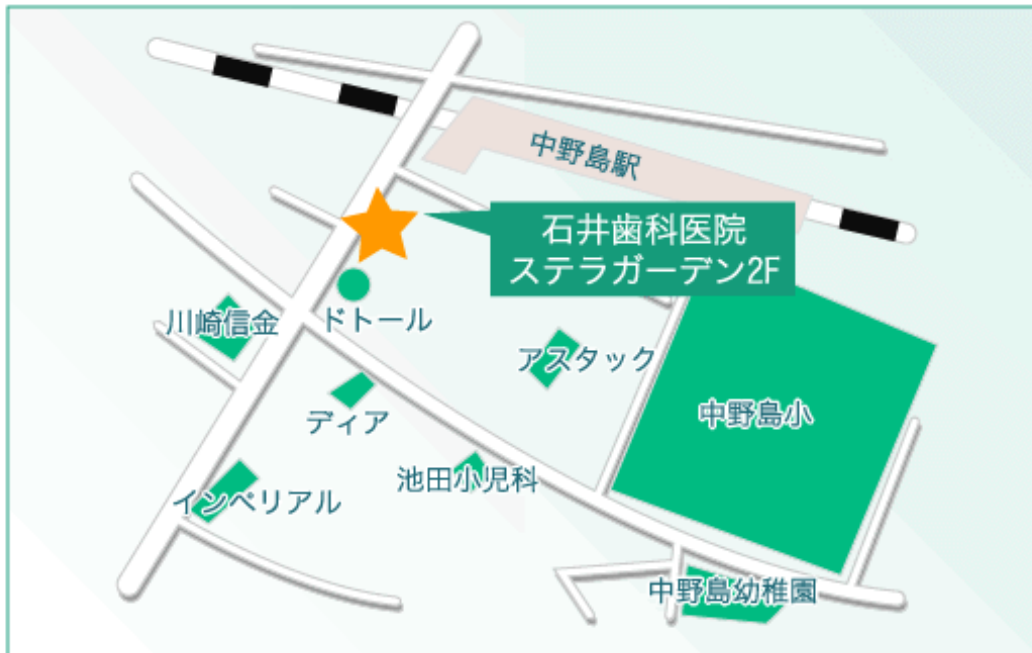 中野島駅
石井歯科医院
ステラガーデン2F
川崎信金
ドトール
アスタック
中野島小
ディア
池田小児科
インペリアル
中野島幼稚園